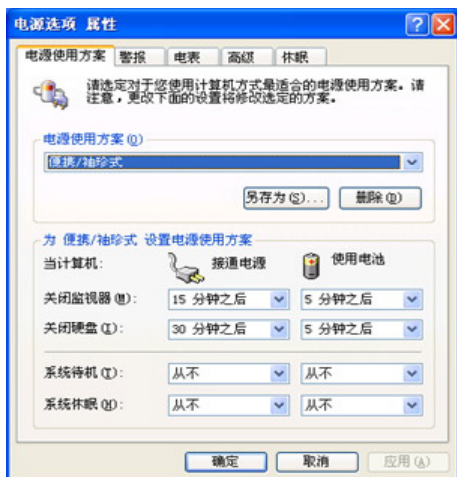 电源选项 属性
电源使用方案 警报 电表 高级 休眠
请选定对于您使用计算机方式最适合的电源使用方案。请
注意，更改下面的设置将修改选定的方案。
电源使用方案(O)
便携/袖珍式
另存为(S)... 删除(D)
为 便携/袖珍式 设置电源使用方案
当计算机: 接通电源 使用电池
关闭监视器(M): 15 分钟之后 5 分钟之后
关闭硬盘(I): 30 分钟之后 5 分钟之后
系统待机(T): 从不 从不
系统休眠(H): 从不 从不
确定 取消 应用(A)